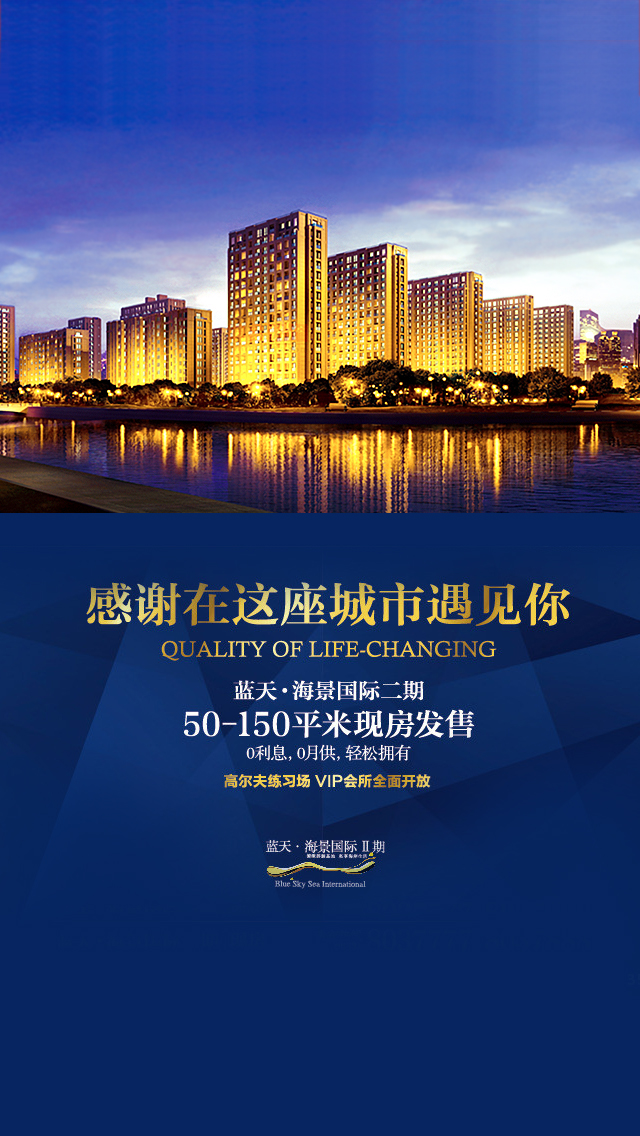 感谢在这座城市遇见你
QUALITY OF LIFE-CHANGING
蓝天·海景国际二期
50-150平米现房发售
0利息, 0月供, 轻松拥有
高尔夫练习场 VIP会所全面开放
蓝天·海景国际 II 期
Blue Sky Sea International